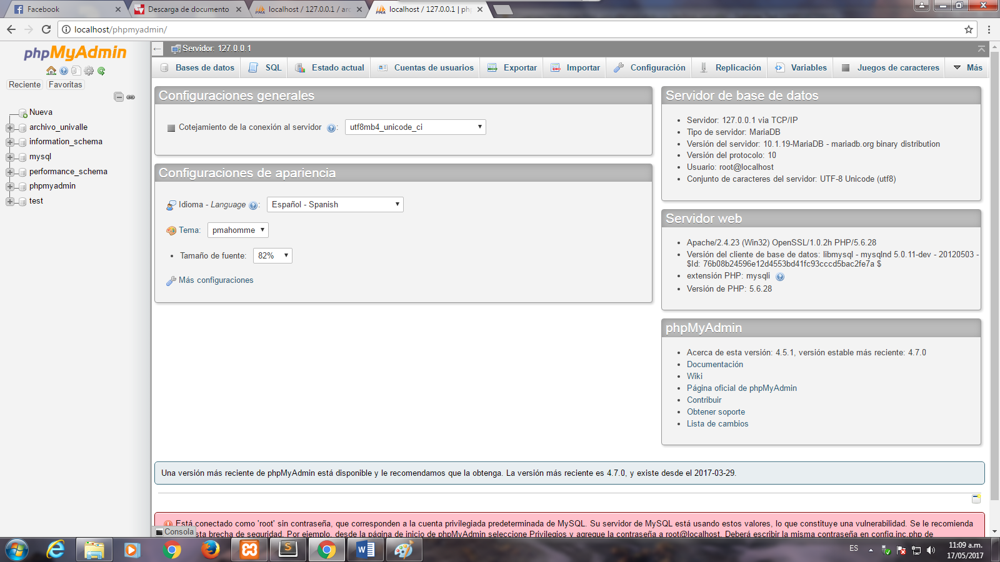 Facebook
Descarga de documento
localhost / 127.0.0.1 / arc
localhost / 127.0.0.1 | ph
localhost/phpmyadmin/
phpMyAdmin
Reciente
Favoritas
Nueva
archivo_univalle
information_schema
mysql
performance_schema
phpmyadmin
test
Servidor: 127.0.0.1
Bases de datos
SQL
Estado actual
Cuentas de usuarios
Exportar
Importar
Configuración
Replicación
Variables
Juegos de caracteres
Más
Configuraciones generales
Cotejamiento de la conexión al servidor : utf8mb4_unicode_ci
Configuraciones de apariencia
Idioma - Language : Español - Spanish
Tema: pmahomme
Tamaño de fuente: 82%
Más configuraciones
Servidor de base de datos
Servidor: 127.0.0.1 via TCP/IP
Tipo de servidor: MariaDB
Versión del servidor: 10.1.19-MariaDB - mariadb.org binary distribution
Versión del protocolo: 10
Usuario: root@localhost
Conjunto de caracteres del servidor: UTF-8 Unicode (utf8)
Servidor web
Apache/2.4.23 (Win32) OpenSSL/1.0.2h PHP/5.6.28
Versión del cliente de base de datos: libmysql - mysqlnd 5.0.11-dev - 20120503 -
$Id: 76b08b24596e12d4553bd41fc93cccd5bac2fe7a $
extensión PHP: mysqli
Versión de PHP: 5.6.28
phpMyAdmin
Acerca de esta versión: 4.5.1, versión estable más reciente: 4.7.0
Documentación
Wiki
Página oficial de phpMyAdmin
Contribuir
Obtener soporte
Lista de cambios
Una versión más reciente de phpMyAdmin está disponible y le recomendamos que la obtenga. La versión más reciente es 4.7.0, y existe desde el 2017-03-29.
Está conectado como 'root' sin contraseña, que corresponden a la cuenta privilegiada predeterminada de MySQL. Su servidor de MySQL está usando estos valores, lo que constituye una vulnerabilidad. Se le recomienda
sta brecha de seguridad. Por ejemplo, desde la página de inicio de phpMyAdmin seleccione Privilegios y agregue la contraseña a root@localhost. Deberá escribir la misma contraseña en config.inc.php de
Consola
ES
11:09 a.m.
17/05/2017